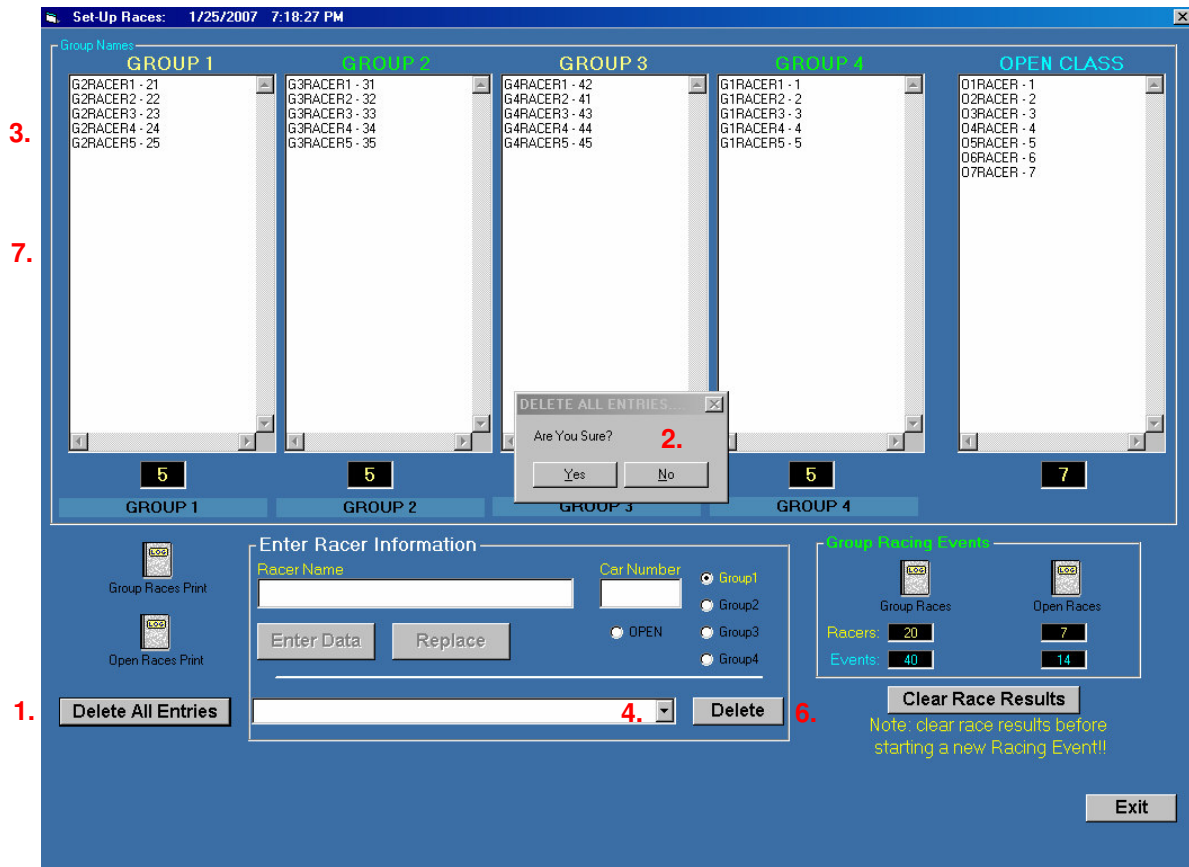 Set-Up Races: 1/25/2007 7:18:27 PM
Group Names
GROUP 1 GROUP 2 GROUP 3 GROUP 4 OPEN CLASS
G2RACER1 - 21 G3RACER1 - 31 G4RACER1 - 42 G1RACER1 - 1 O1RACER - 1
G2RACER2 - 22 G3RACER2 - 32 G4RACER2 - 41 G1RACER2 - 2 O2RACER - 2
G2RACER3 - 23 G3RACER3 - 33 G4RACER3 - 43 G1RACER3 - 3 O3RACER - 3
3. G2RACER4 - 24 G3RACER4 - 34 G4RACER4 - 44 G1RACER4 - 4 O4RACER - 4
G2RACER5 - 25 G3RACER5 - 35 G4RACER5 - 45 G1RACER5 - 5 O5RACER - 5
O6RACER - 6
O7RACER - 7
7.
DELETE ALL ENTRIES....
Are You Sure? 2.
Yes No
5 5 5 7
GROUP 1 GROUP 2 GROUP 3 GROUP 4
LOG
Group Races Print
LOG
Open Races Print
Enter Racer Information
Racer Name Car Number
Group1
Group2
OPEN Group3
Group4
Enter Data Replace
Group Racing Events
LOG LOG
Group Races Open Races
Racers: 20 7
Events: 40 14
1. Delete All Entries 4. Delete 6.
Clear Race Results
Note: clear race results before
starting a new Racing Event!!
Exit